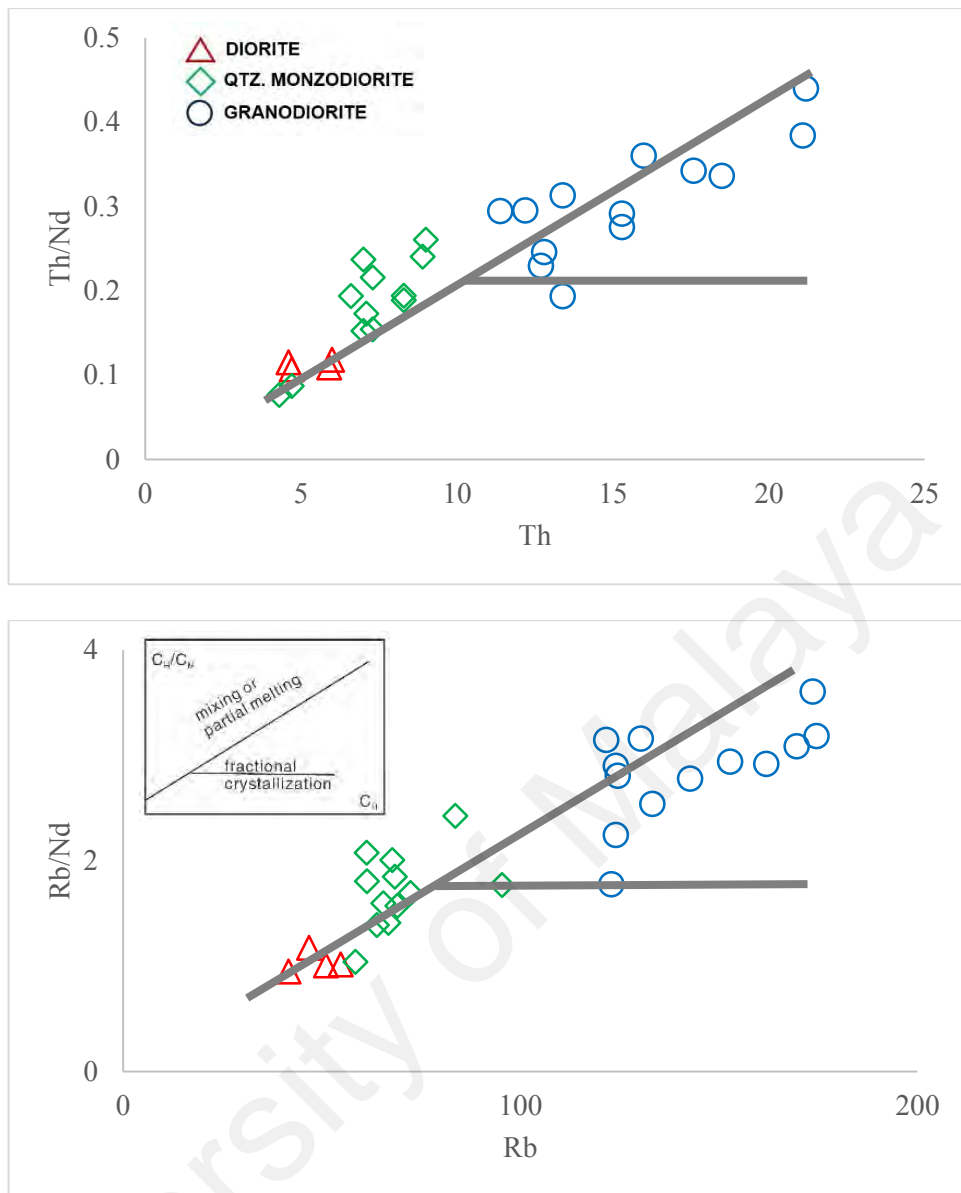 0.5
DIORITE
QTZ. MONZODIORITE
GRANODIORITE
0.4
0.3
0.2
0.1
0
Th/Nd
0 5 10 15 20 25
Th
4
2
0
Rb/Nd
C_H/C_M
mixing or
partial melting
fractional
crystallization
C_H
0 100 200
Rb
University of Malaya